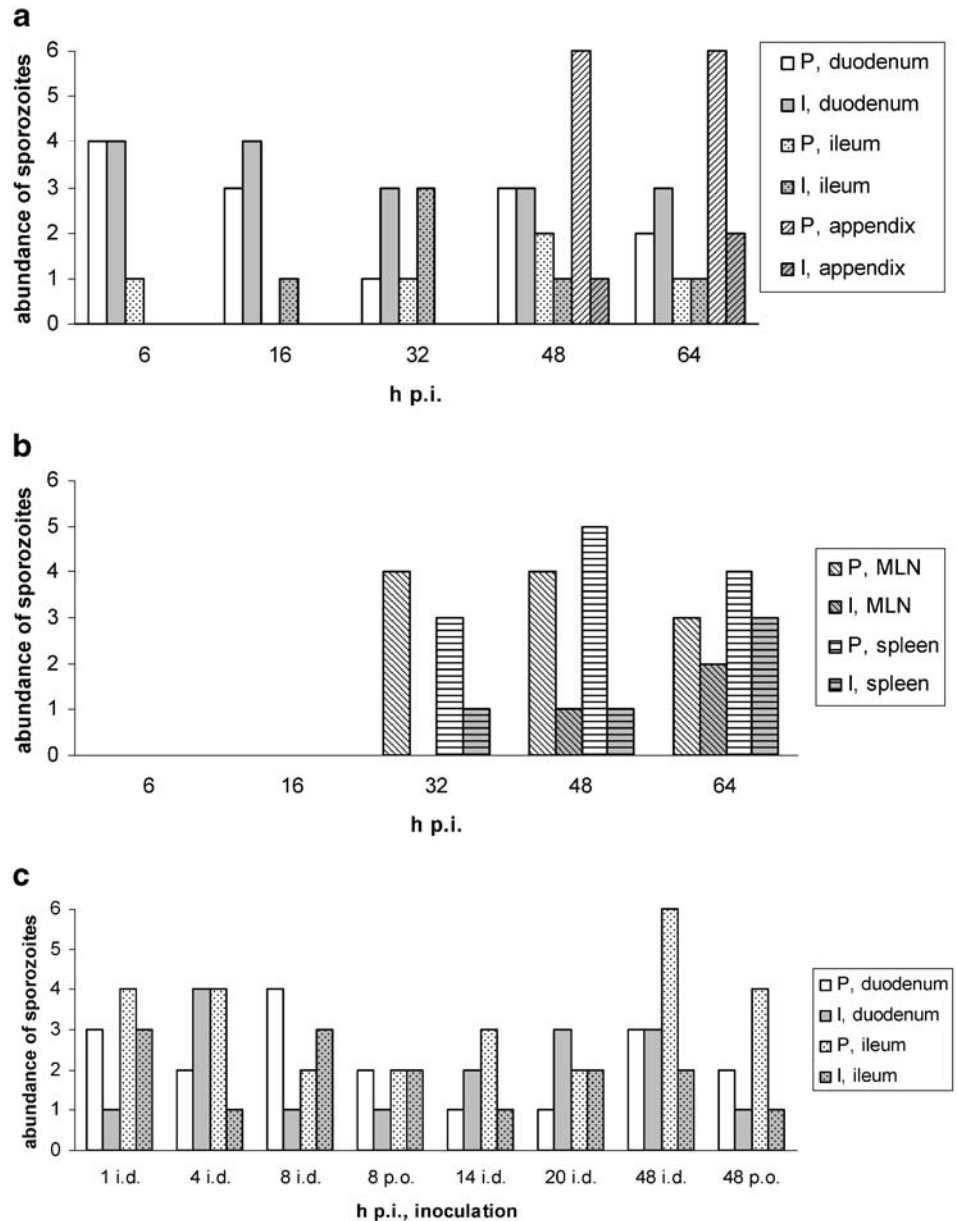 a
abundance of sporozoites
6
5
4
3
2
1
0
6 16 32 48 64
h p.i.
P, duodenum
I, duodenum
P, ileum
I, ileum
P, appendix
I, appendix
b
abundance of sporozoites
6
5
4
3
2
1
0
6 16 32 48 64
h p.i.
P, MLN
I, MLN
P, spleen
I, spleen
c
abundance of sporozoites
6
5
4
3
2
1
0
1 i.d. 4 i.d. 8 i.d. 8 p.o. 14 i.d. 20 i.d. 48 i.d. 48 p.o.
h p.i., inoculation
P, duodenum
I, duodenum
P, ileum
I, ileum